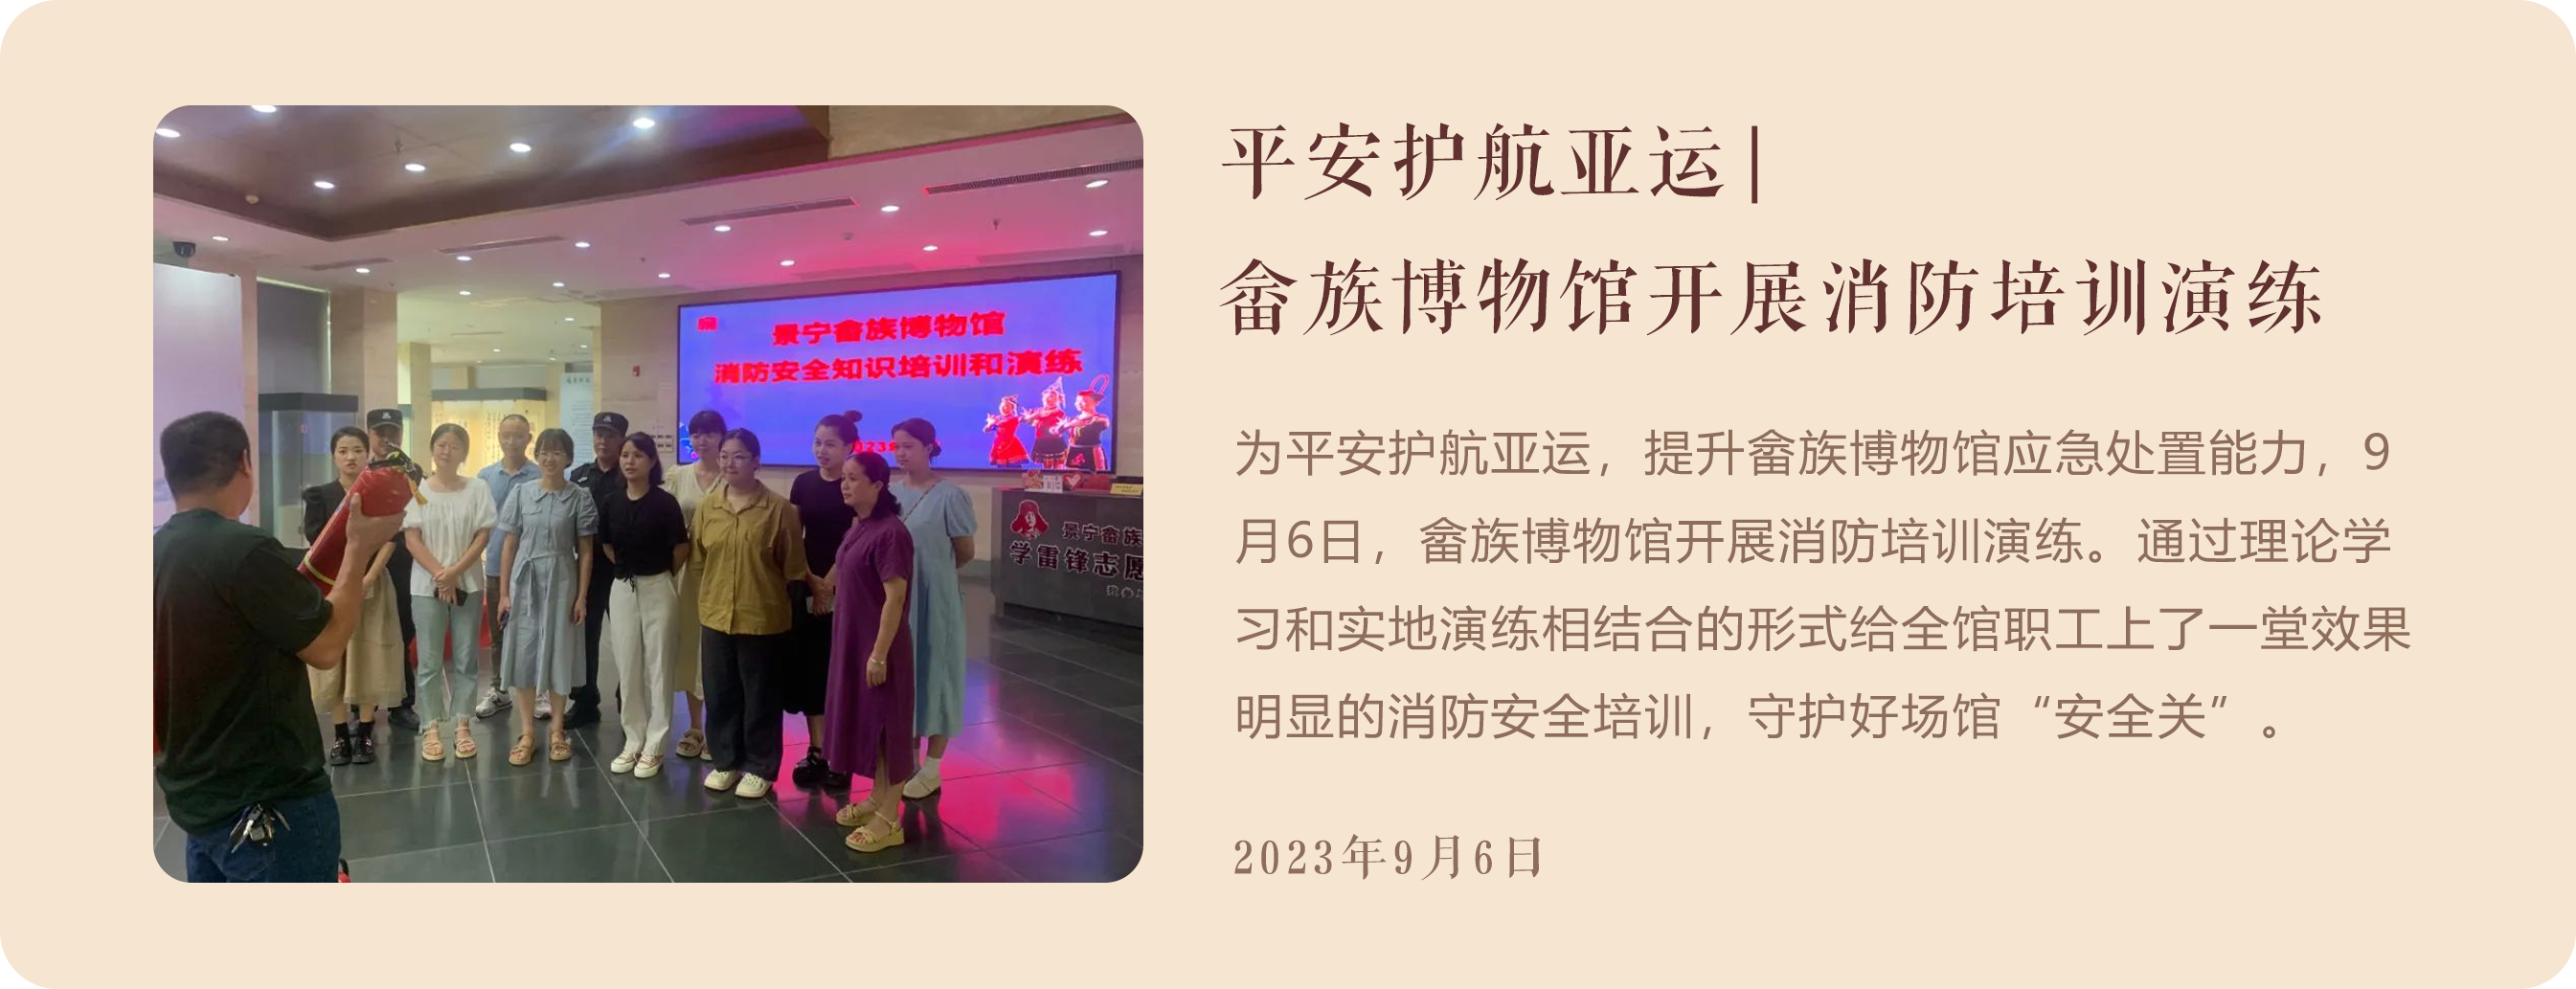 平安护航亚运|
畲族博物馆开展消防培训演练
为平安护航亚运，提升畲族博物馆应急处置能力，9
月6日，畲族博物馆开展消防培训演练。通过理论学
习和实地演练相结合的形式给全馆职工上了一堂效果
明显的消防安全培训，守护好场馆“安全关”。
2023年9月6日
景宁畲族博物馆
消防安全知识培训和演练
2023
景宁畲族
学雷锋志愿